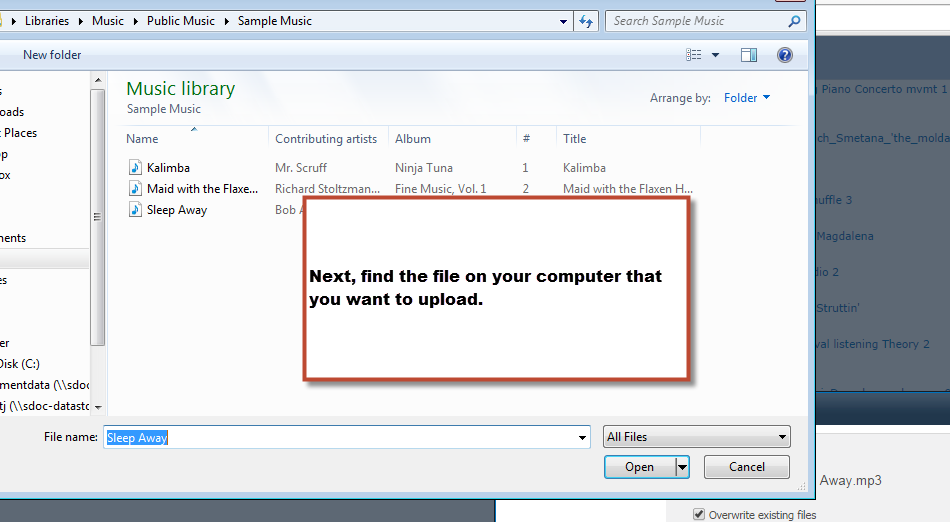 Libraries Music Public Music Sample Music Search Sample Music
New folder
Music library
Sample Music
Arrange by: Folder
Name Contributing artists Album # Title
Kalimba Mr. Scruff Ninja Tuna 1 Kalimba
Maid with the Flaxe... Richard Stoltzman... Fine Music, Vol. 1 2 Maid with the Flaxen H...
Sleep Away Bob A
oads
t Places
op
ox
ments
es
er
Disk (C:)
mentdata (\\sdoc
tj (\\sdoc-datasto
Next, find the file on your computer that
you want to upload.
File name: Sleep Away All Files
Open Cancel
Piano Concerto mvmt 1
ch_Smetana_'the_molda
uffle 3
Magdalena
dio 2
Struttin'
val listening Theory 2
Away.mp3
Overwrite existing files